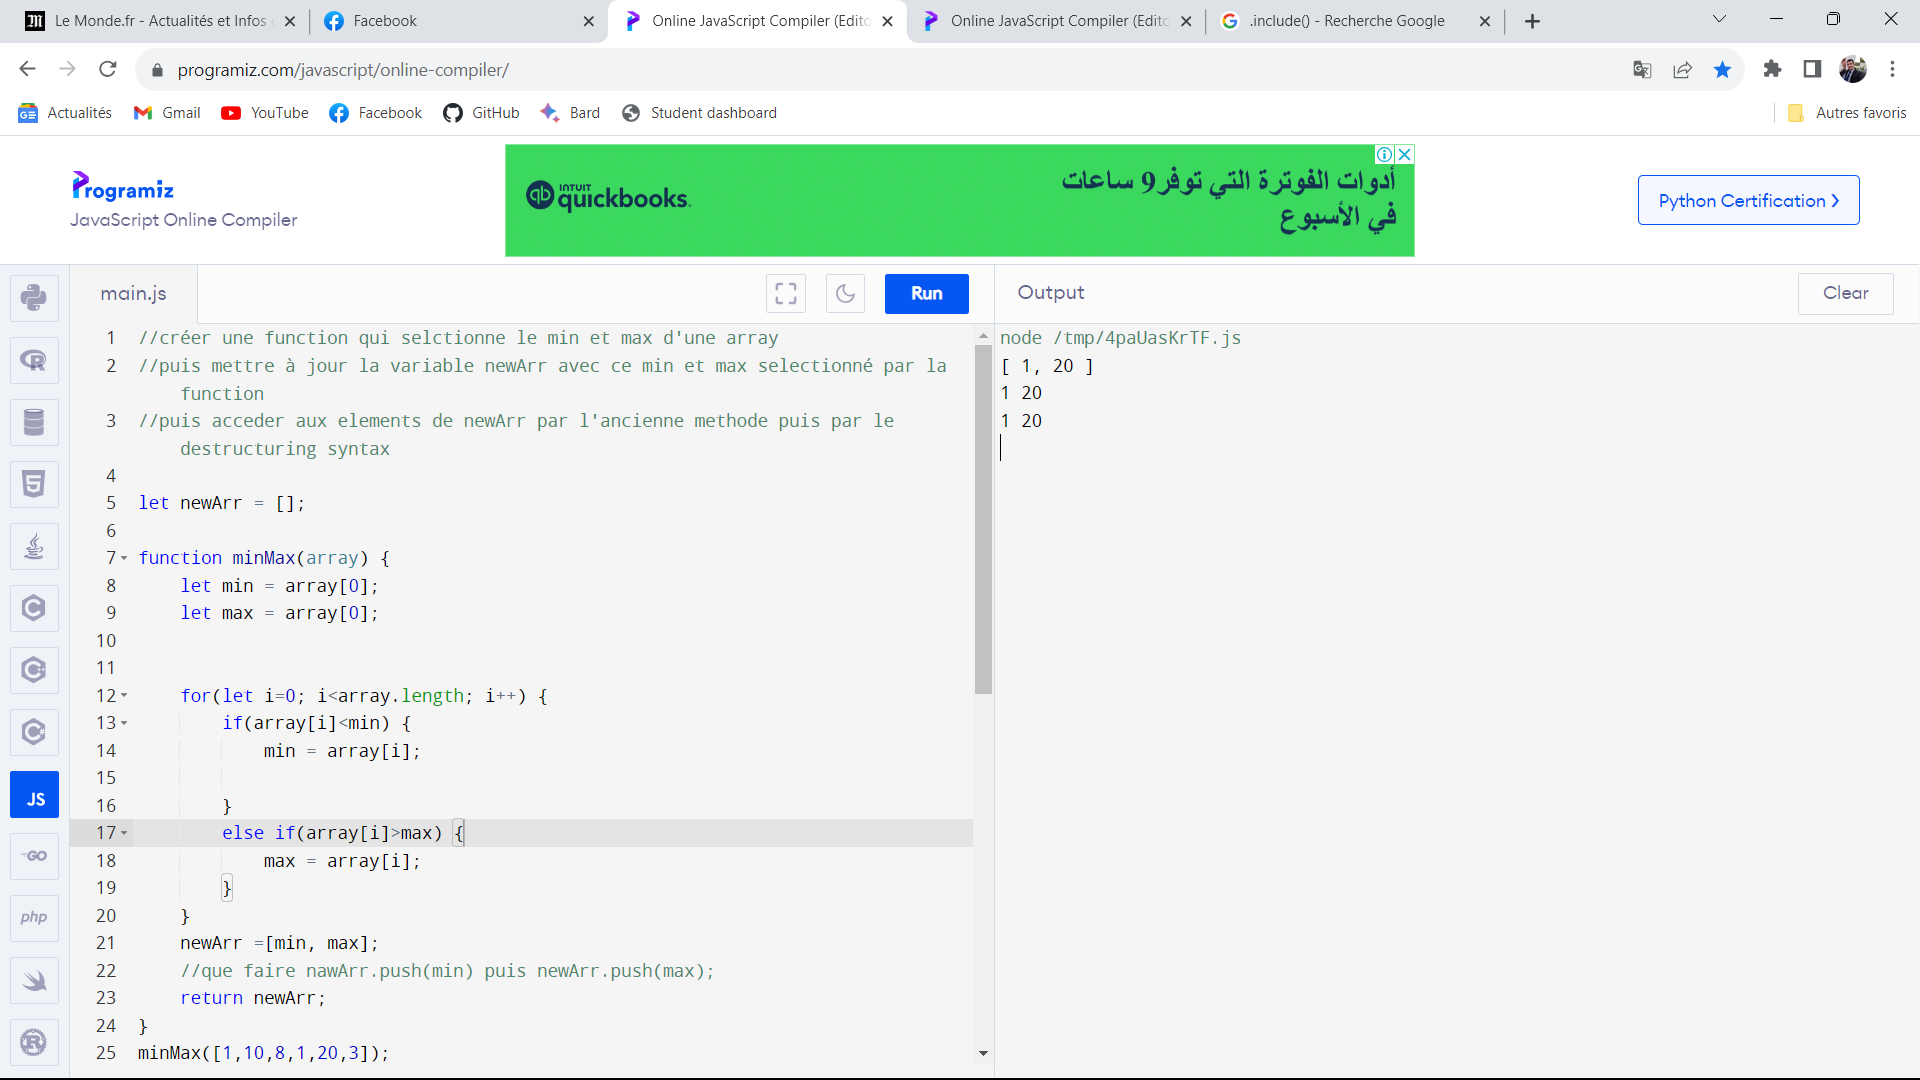 Le Monde.fr - Actualités et Infos
Facebook
Online JavaScript Compiler (Edito
Online JavaScript Compiler (Edito
.include() - Recherche Google
programiz.com/javascript/online-compiler/
Actualités
Gmail
YouTube
Facebook
GitHub
Bard
Student dashboard
Autres favoris
Programiz
JavaScript Online Compiler
INTUIT
quickbooks.
أدوات الفوترة التي توفر9 ساعات
في الأسبوع
Python Certification
main.js
Run
Output
Clear
1 //créer une function qui selctionne le min et max d'une array
2 //puis mettre à jour la variable newArr avec ce min et max selectionné par la
function
3 //puis acceder aux elements de newArr par l'ancienne methode puis par le
destructuring syntax
4
5 let newArr = [];
6
7 function minMax(array) {
8 let min = array[0];
9 let max = array[0];
10
11
12 for(let i=0; i<array.length; i++) {
13 if(array[i]<min) {
14 min = array[i];
15
16 }
17 else if(array[i]>max) {
18 max = array[i];
19 }
20 }
21 newArr =[min, max];
22 //que faire nawArr.push(min) puis newArr.push(max);
23 return newArr;
24 }
25 minMax([1,10,8,1,20,3]);
node /tmp/4paUasKrTF.js
[ 1, 20 ]
1 20
1 20
JS
GO
php